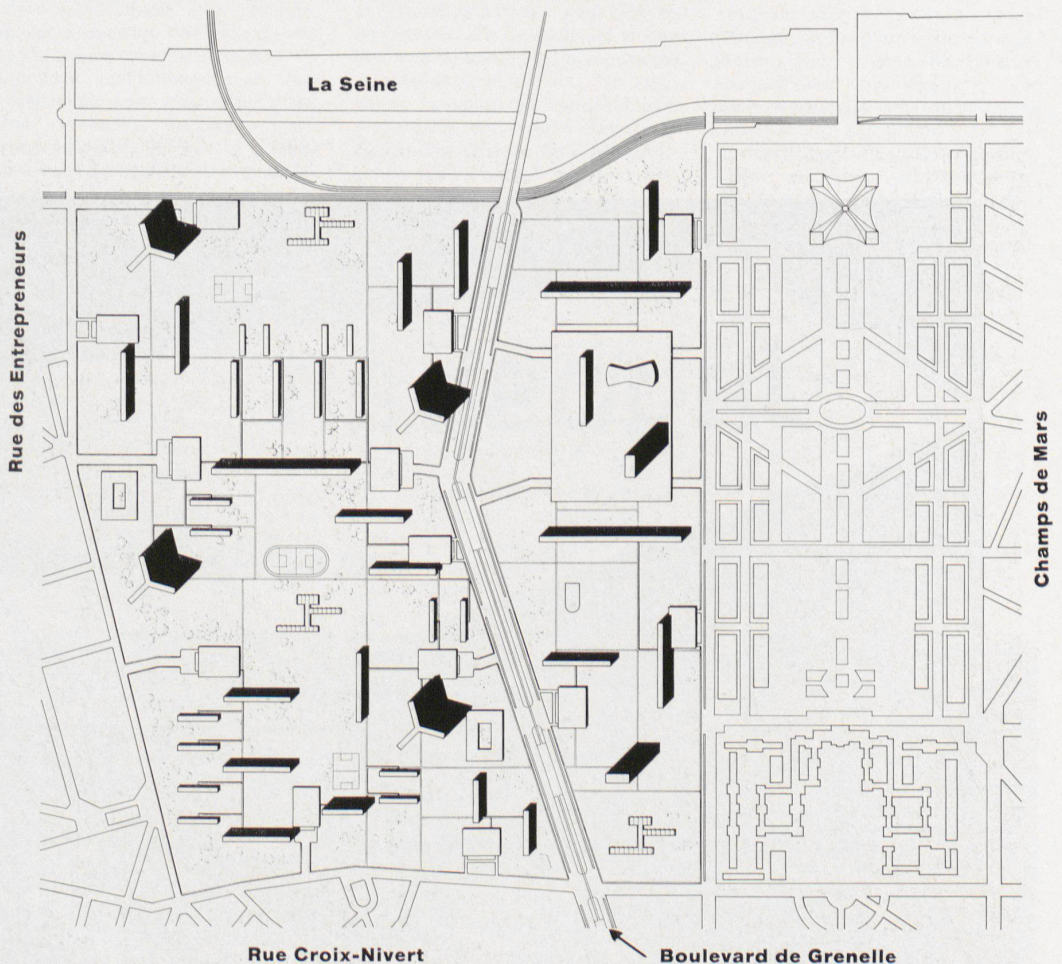 La Seine
Rue des Entrepreneurs
Champs de Mars
Rue Croix-Nivert
Boulevard de Grenelle